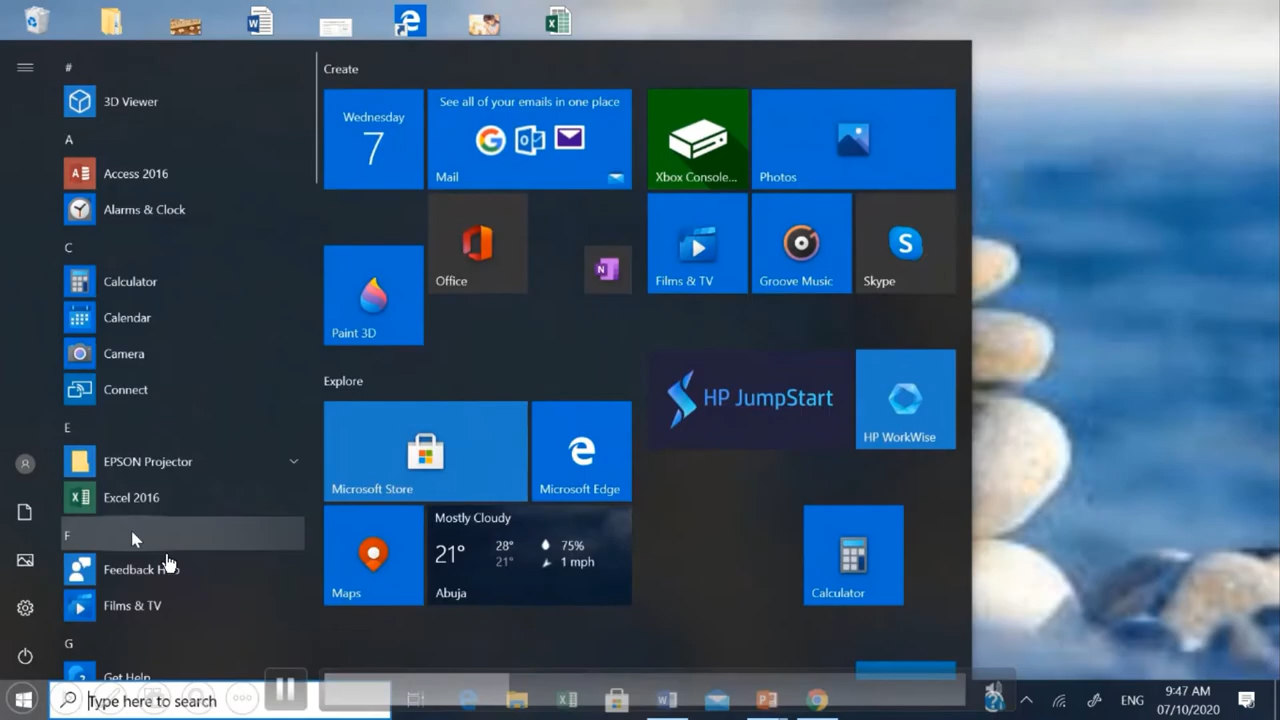 #
3D Viewer
A
Access 2016
Alarms & Clock
C
Calculator
Calendar
Camera
Connect
E
EPSON Projector
Excel 2016
F
Feedback
Films & TV
G
Get Help
Type here to search
Create
Wednesday
7
See all of your emails in one place
Mail
Xbox Console...
Photos
Office
Films & TV
Groove Music
Skype
Paint 3D
Explore
HP JumpStart
HP WorkWise
Microsoft Store
Microsoft Edge
Maps
Mostly Cloudy
21° 28° 75%
21° 1 mph
Abuja
Calculator
ENG
9:47 AM
07/10/2020